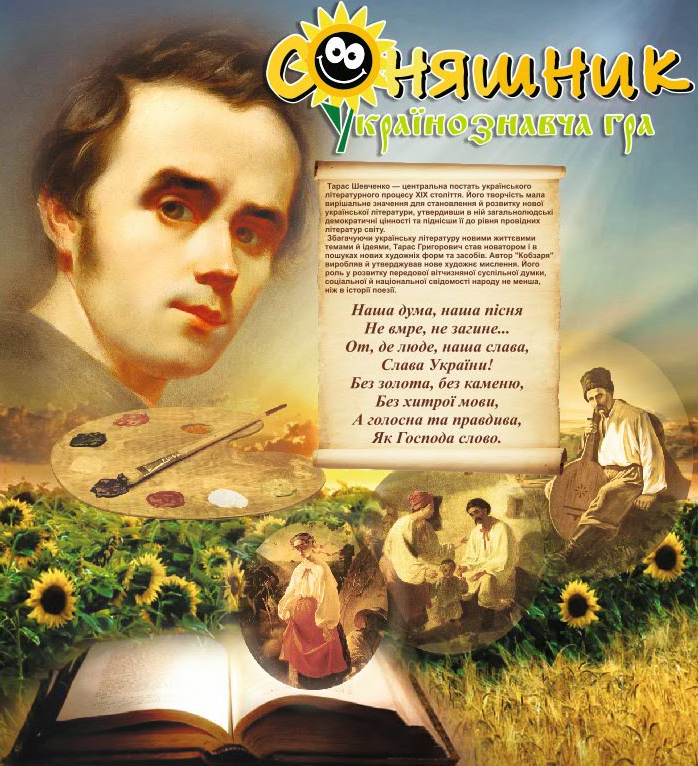 Соняшник
Українознавча гра
Тарас Шевченко — центральна постать українського
літературного процесу XIX століття. Його творчість мала
вирішальне значення для становлення й розвитку нової
української літератури, утвердивши в ній загальнолюдські
демократичні цінності та піднісши її до рівня провідних
літератур світу.
Збагачуючи українську літературу новими життєвими
темами й ідеями, Тарас Григорович став новатором і в
пошуках нових художніх форм та засобів. Автор "Кобзаря"
виробляв й утверджував нове художнє мислення. Його
роль у розвитку передової вітчизняної суспільної думки,
соціальної й національної свідомості народу не менша,
ніж в історії поезії.
Наша дума, наша пісня
Не вмре, не загине...
От, де люде, наша слава,
Слава України!
Без золота, без каменю,
Без хитрої мови,
А голосна та правдива,
Як Господа слово.